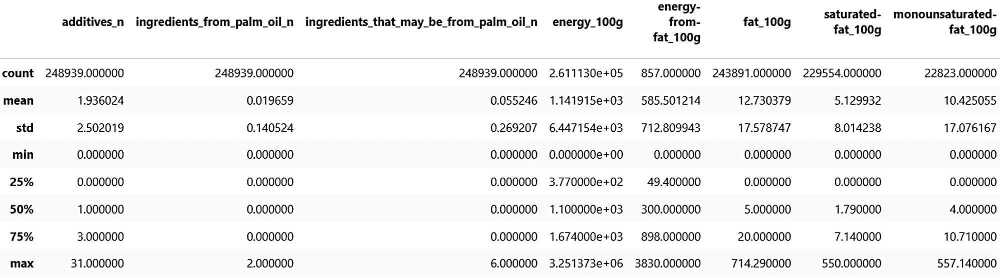 additives_n ingredients_from_palm_oil_n ingredients_that_may_be_from_palm_oil_n energy_100g energy-from-fat_100g fat_100g saturated-fat_100g monounsaturated-fat_100g
count 248939.000000 248939.000000 248939.000000 2.611130e+05 857.000000 243891.000000 229554.000000 22823.000000
mean 1.936024 0.019659 0.055246 1.141915e+03 585.501214 12.730379 5.129932 10.425055
std 2.502019 0.140524 0.269207 6.447154e+03 712.809943 17.578747 8.014238 17.076167
min 0.000000 0.000000 0.000000 0.000000e+00 0.000000 0.000000 0.000000 0.000000
25% 0.000000 0.000000 0.000000 3.770000e+02 49.400000 0.000000 0.000000 0.000000
50% 1.000000 0.000000 0.000000 1.100000e+03 300.000000 5.000000 1.790000 4.000000
75% 3.000000 0.000000 0.000000 1.674000e+03 898.000000 20.000000 7.140000 10.710000
max 31.000000 2.000000 6.000000 3.251373e+06 3830.000000 714.290000 550.000000 557.140000